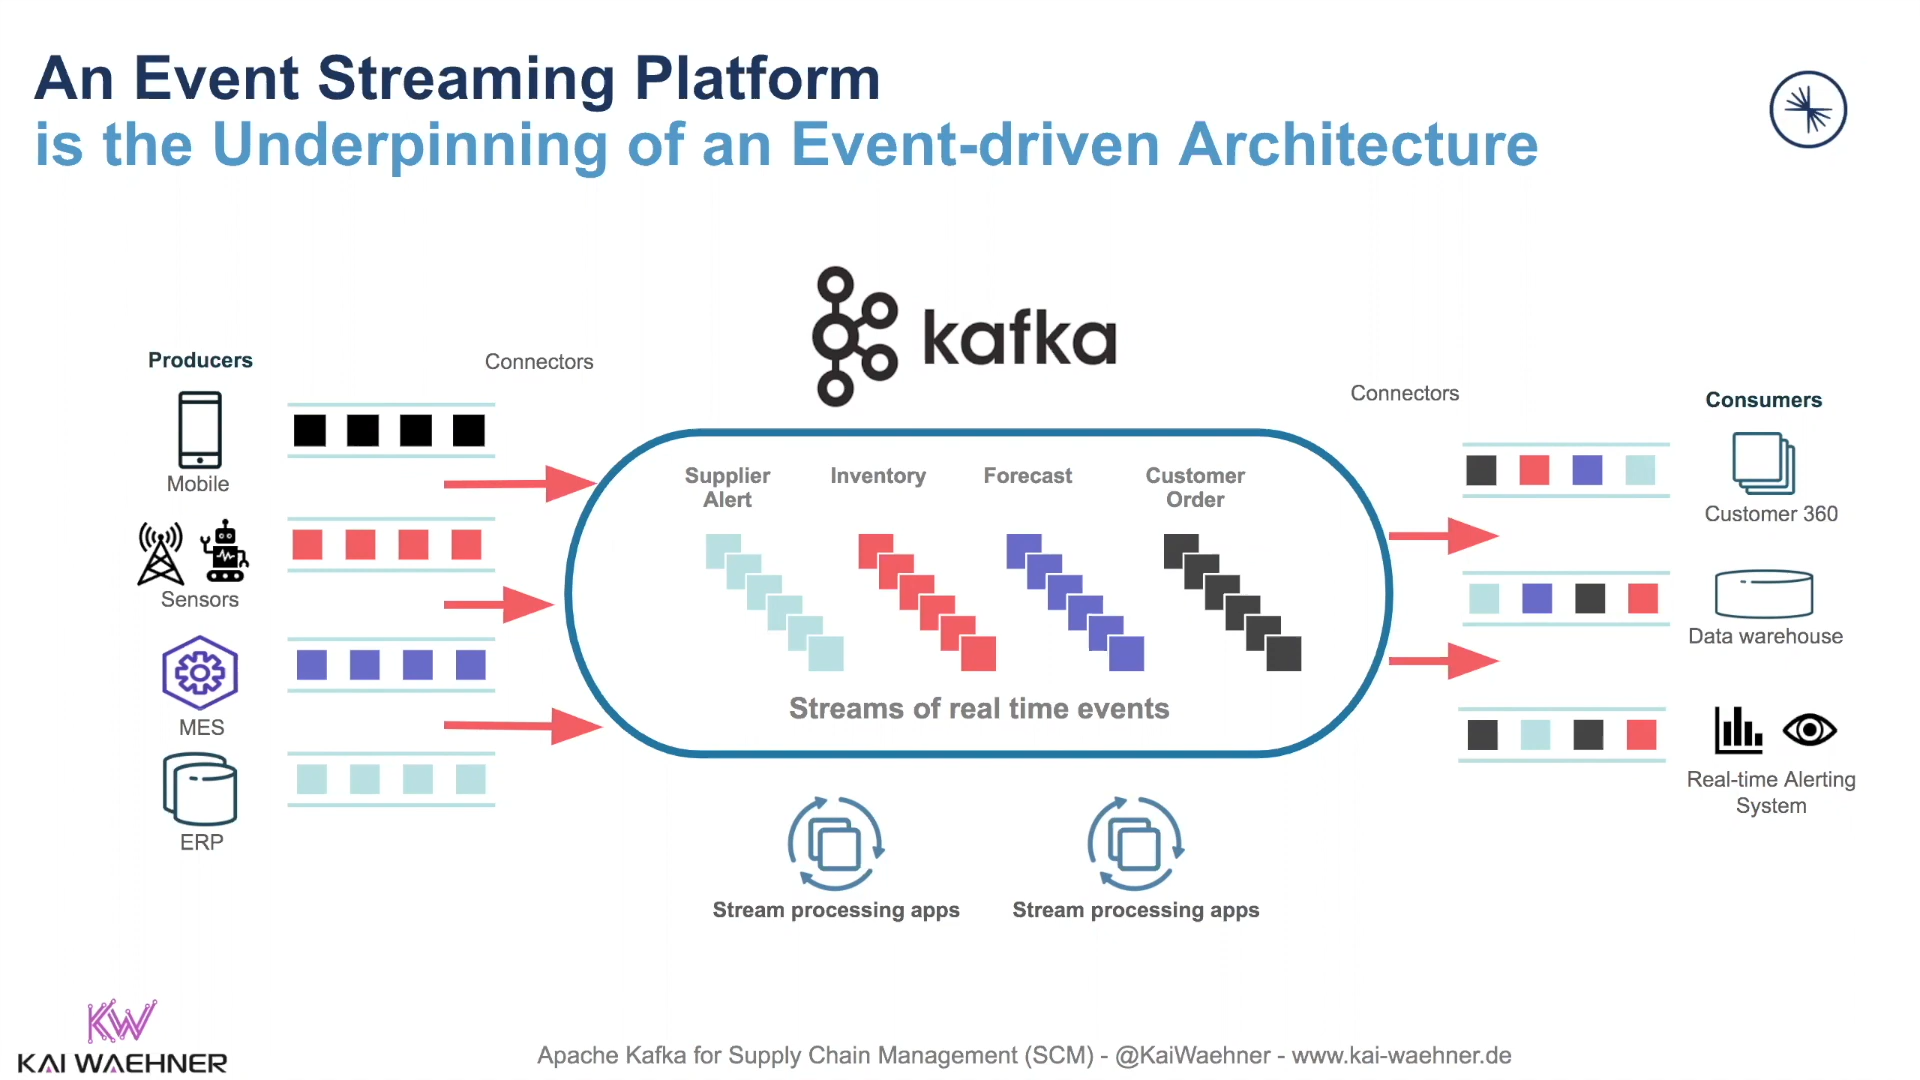 An Event Streaming Platform
is the Underpinning of an Event-driven Architecture
kafka
Producers
Connectors
Mobile
Sensors
MES
ERP
Supplier
Alert
Inventory
Forecast
Customer
Order
Streams of real time events
Stream processing apps
Stream processing apps
Connectors
Consumers
Customer 360
Data warehouse
Real-time Alerting
System
KW
KAI WAEHNER
Apache Kafka for Supply Chain Management (SCM) - @KaiWaehner - www.kai-waehner.de